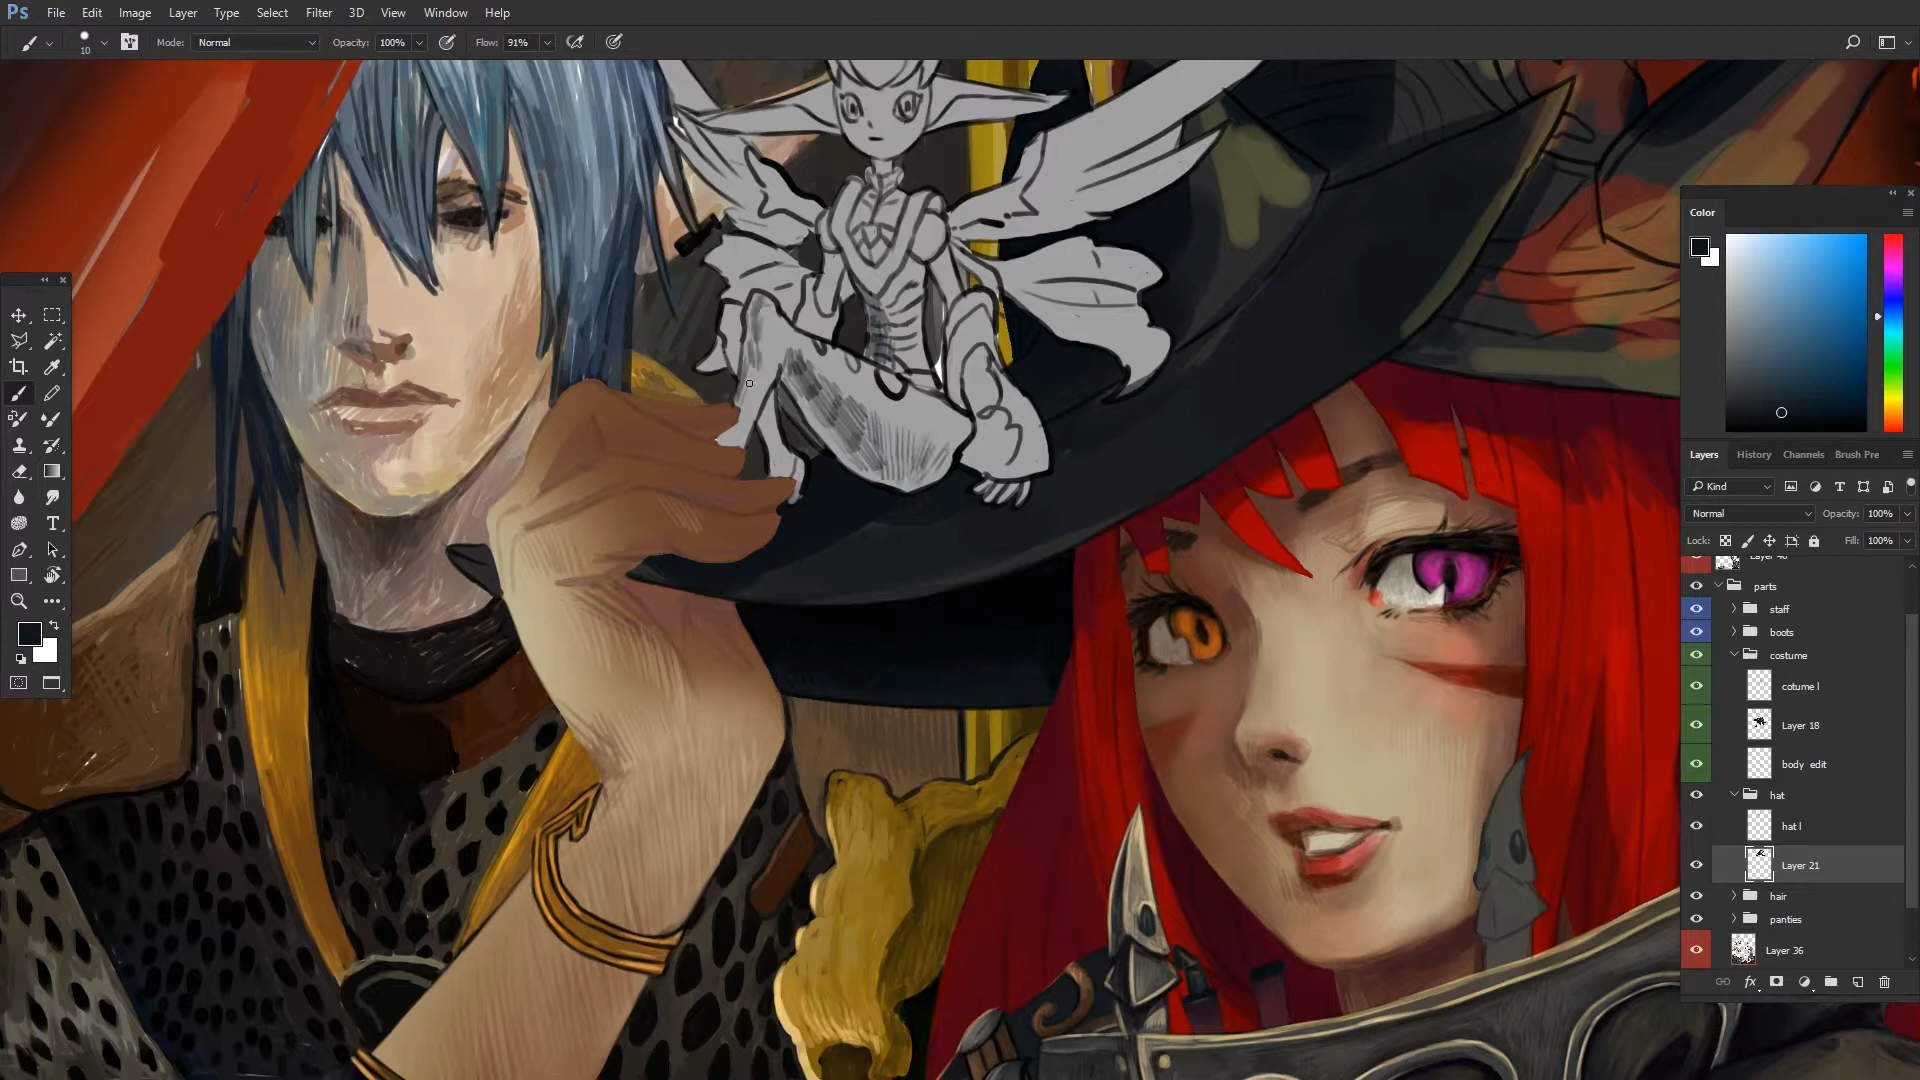 Ps File Edit Image Layer Type Select Filter 3D View Window Help
10 Mode: Normal Opacity: 100% Flow: 91%
Color
Layers History Channels Brush Pre
Kind
Normal Opacity: 100%
Lock: Fill: 100%
parts
staff
boots
costume
cotume l
Layer 18
body edit
hat
hat l
Layer 21
hair
panties
Layer 36